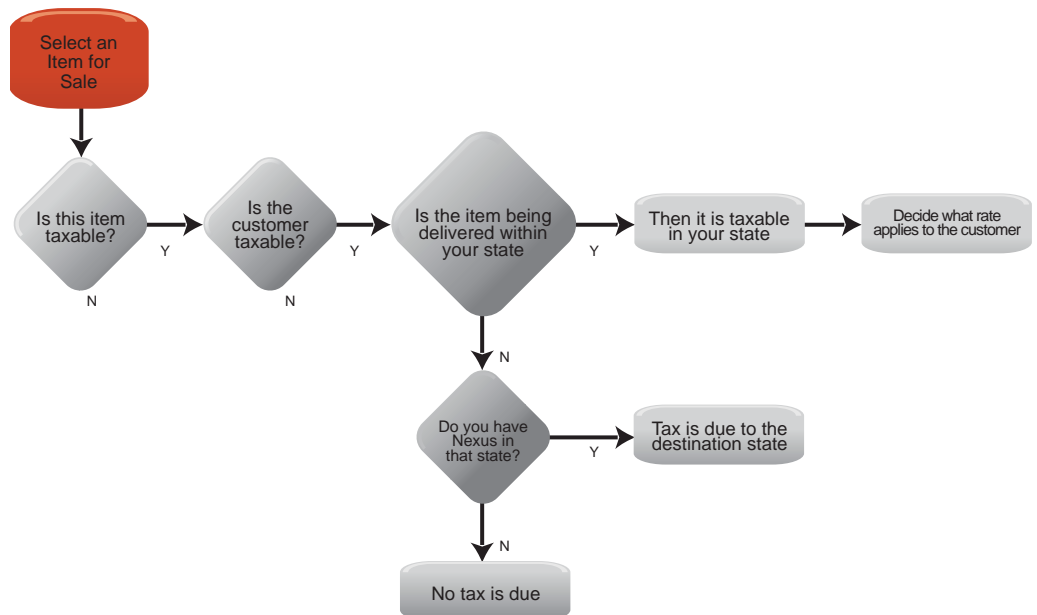 Select an
Item for
Sale
Is this item
taxable?
Y
N
Is the
customer
taxable?
Y
N
Is the item being
delivered within
your state
Y
N
Then it is taxable
in your state
Decide what rate
applies to the customer
Do you have
Nexus in
that state?
Y
N
Tax is due to the
destination state
No tax is due